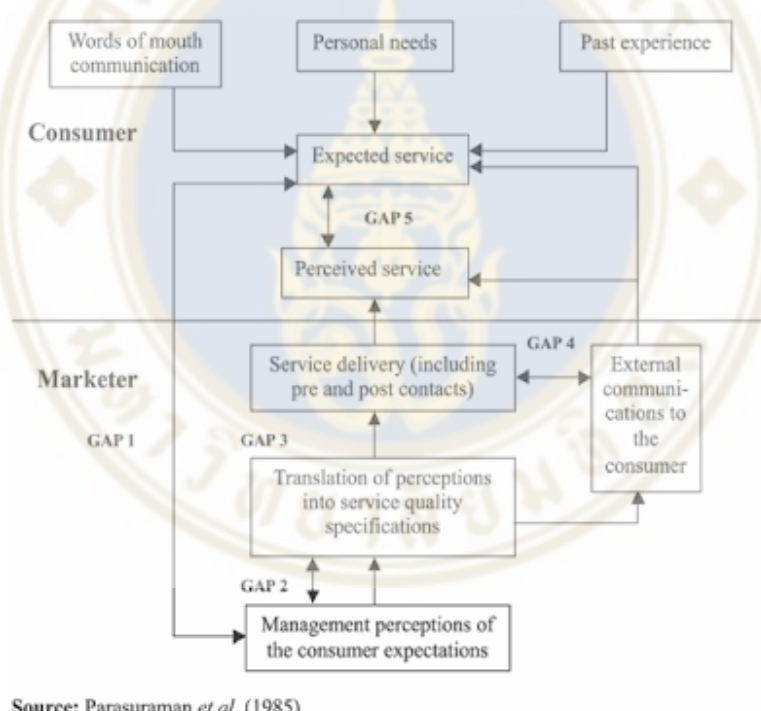 Words of mouth
communication
Personal needs
Past experience
Consumer
Expected service
GAP 5
Perceived service
Marketer
Service delivery (including
pre and post contacts)
GAP 4
External
communi-
cations to
the
consumer
GAP 1
GAP 3
Translation of perceptions
into service quality
specifications
GAP 2
Management perceptions of
the consumer expectations
Source: Parasuraman et al. (1985)